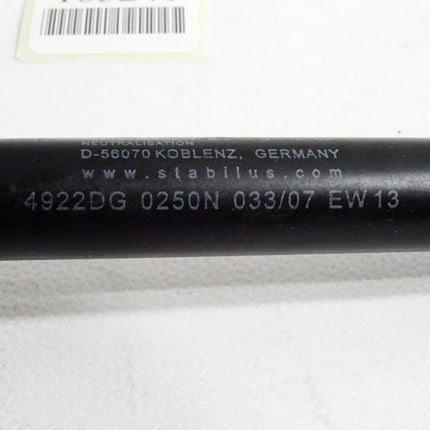 NEUTRALISATION
D-56070 KOBLENZ, GERMANY
www.stabilus.com
4922DG 0250N 033/07 EW13